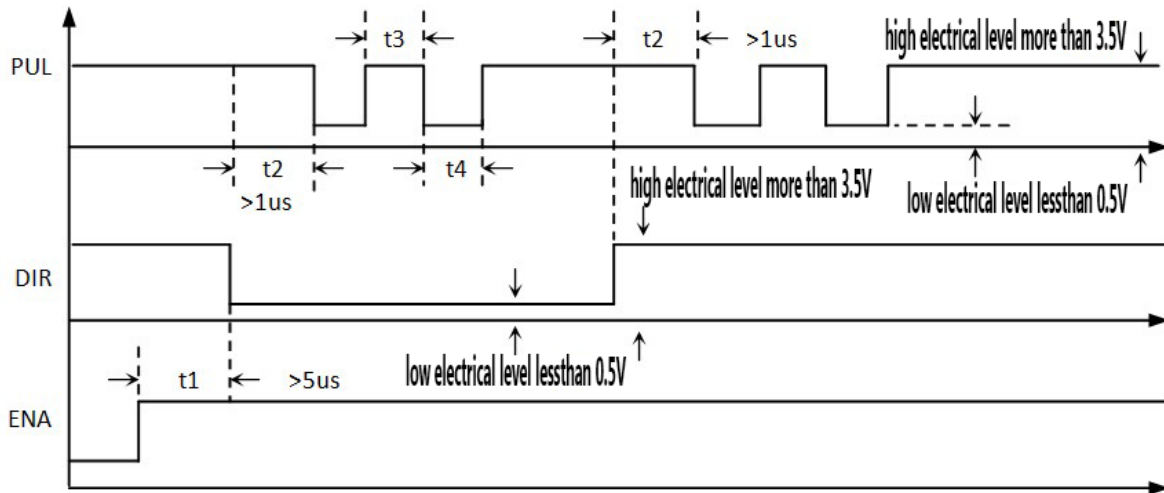 t3
t2
>1us
high electrical level more than 3.5V
PUL
t2
t4
>1us
high electrical level more than 3.5V
low electrical level lessthan 0.5V
DIR
low electrical level lessthan 0.5V
t1
>5us
ENA